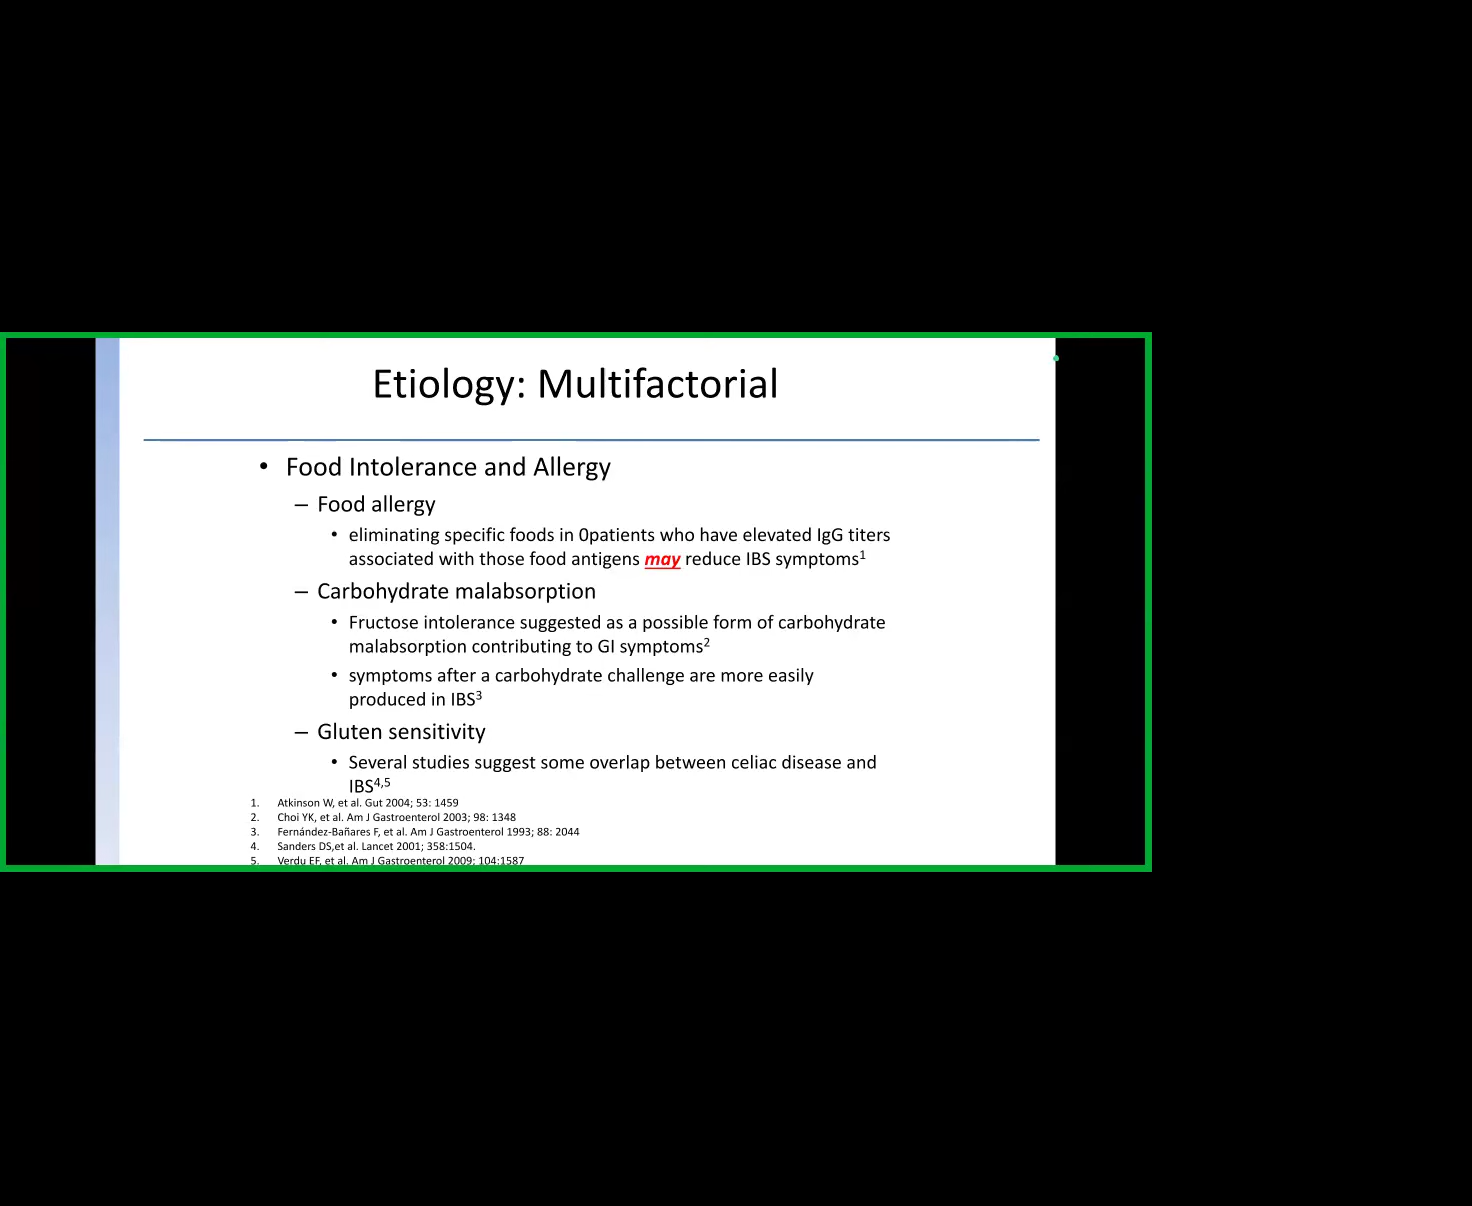 Etiology: Multifactorial
• Food Intolerance and Allergy
– Food allergy
• eliminating specific foods in 0patients who have elevated IgG titers
associated with those food antigens may reduce IBS symptoms1
– Carbohydrate malabsorption
• Fructose intolerance suggested as a possible form of carbohydrate
malabsorption contributing to GI symptoms2
• symptoms after a carbohydrate challenge are more easily
produced in IBS3
– Gluten sensitivity
• Several studies suggest some overlap between celiac disease and
IBS4,5
1. Atkinson W, et al. Gut 2004; 53: 1459
2. Choi YK, et al. Am J Gastroenterol 2003; 98: 1348
3. Fernández-Bañares F, et al. Am J Gastroenterol 1993; 88: 2044
4. Sanders DS,et al. Lancet 2001; 358:1504.
5. Verdu EF, et al. Am J Gastroenterol 2009; 104:1587